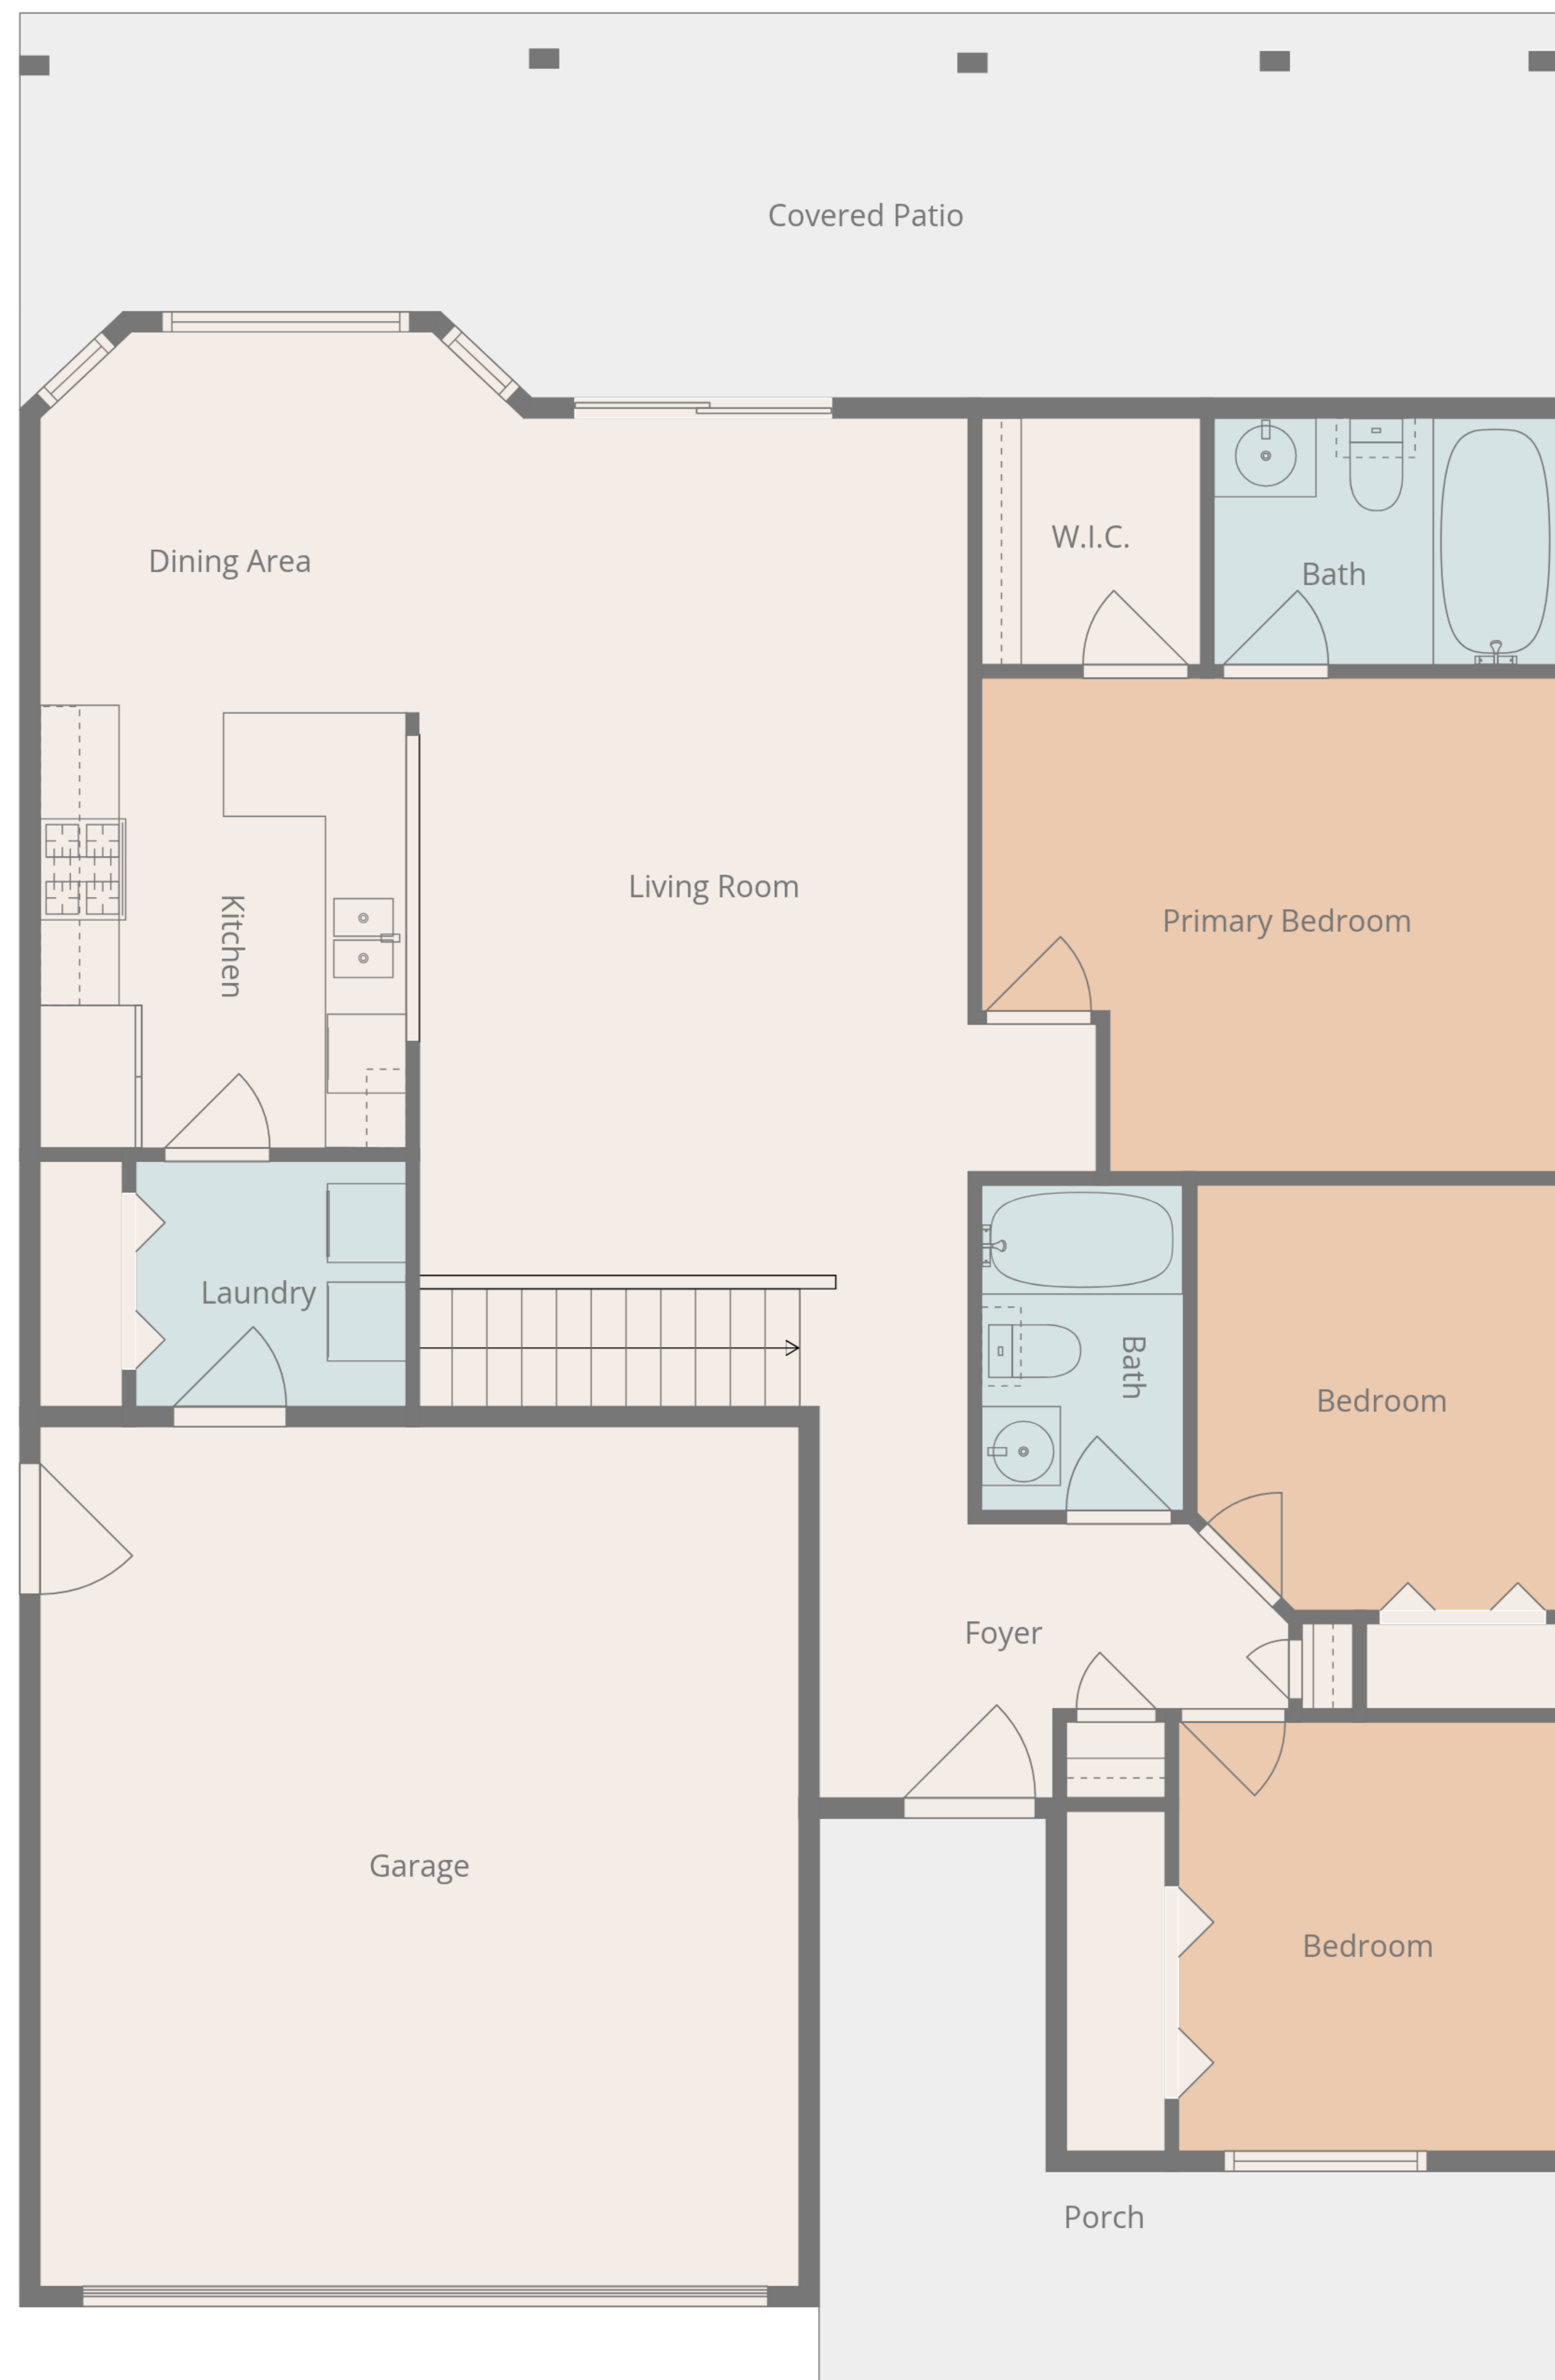 Covered Patio
Dining Area
W.I.C.
Bath
Living Room
Primary Bedroom
Kitchen
Laundry
Bath
Bedroom
Foyer
Garage
Bedroom
Porch